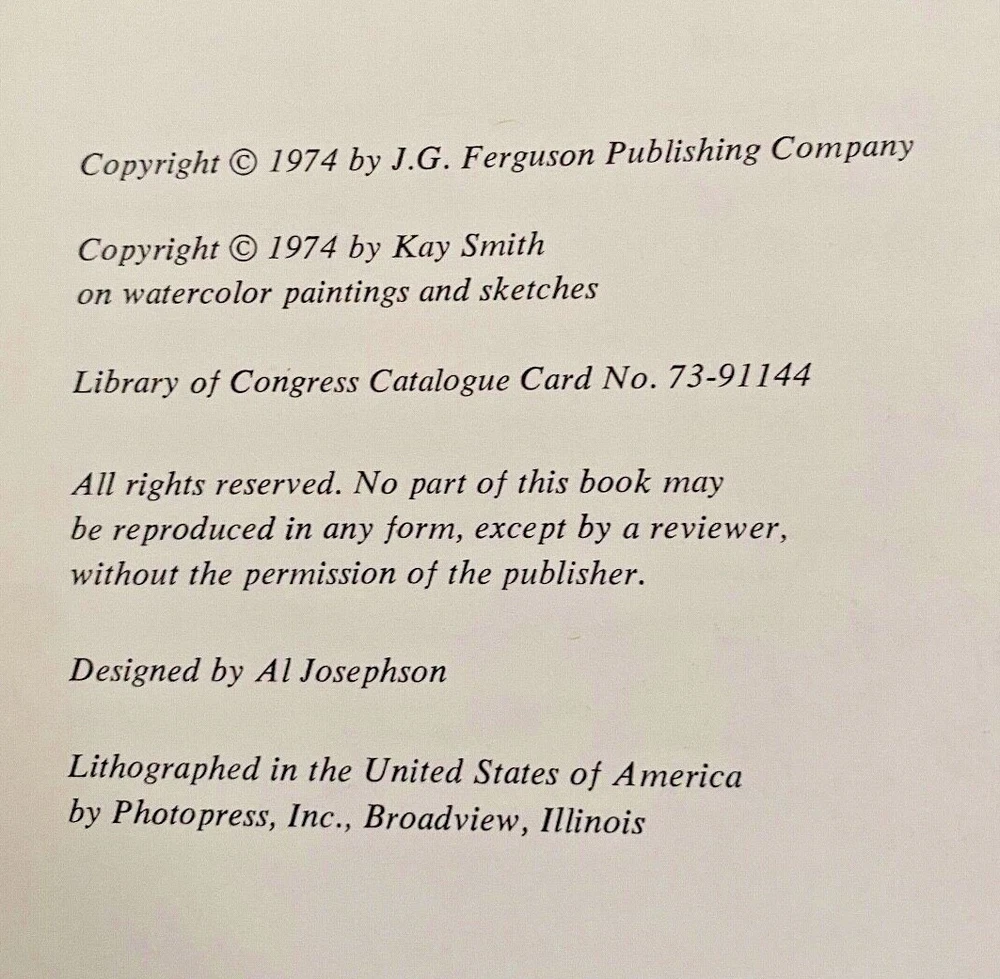 Copyright © 1974 by J.G. Ferguson Publishing Company
Copyright © 1974 by Kay Smith
on watercolor paintings and sketches
Library of Congress Catalogue Card No. 73-91144
All rights reserved. No part of this book may
be reproduced in any form, except by a reviewer,
without the permission of the publisher.
Designed by Al Josephson
Lithographed in the United States of America
by Photopress, Inc., Broadview, Illinois